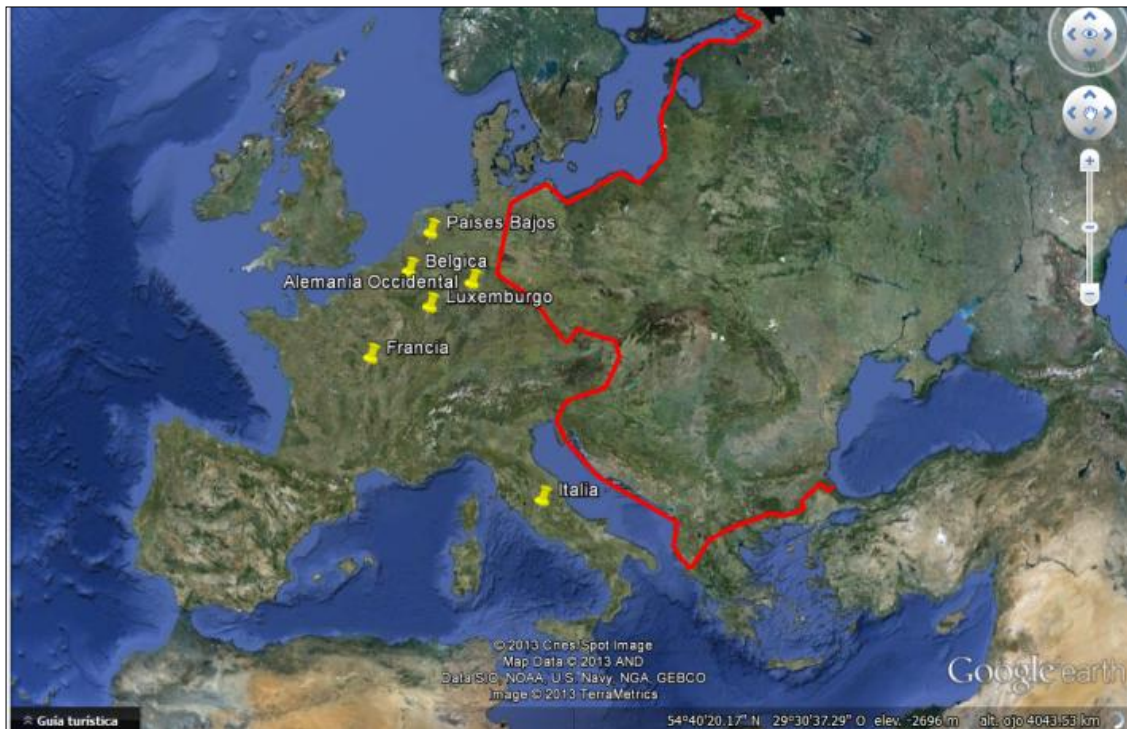 Paises Bajos
Belgica
Alemania Occidental
Luxemburgo
Francia
Italia
© 2013 Cnes Spot Image
Map Data © 2013 AND
Data SIO, NOAA, U.S. Navy, NGA, GEBCO
Image © 2013 TerraMetrics
Google earth
Guía turística
54°40'20.17" N 29°30'37.29" O elev. -2696 m alt. ojo 4043.53 km